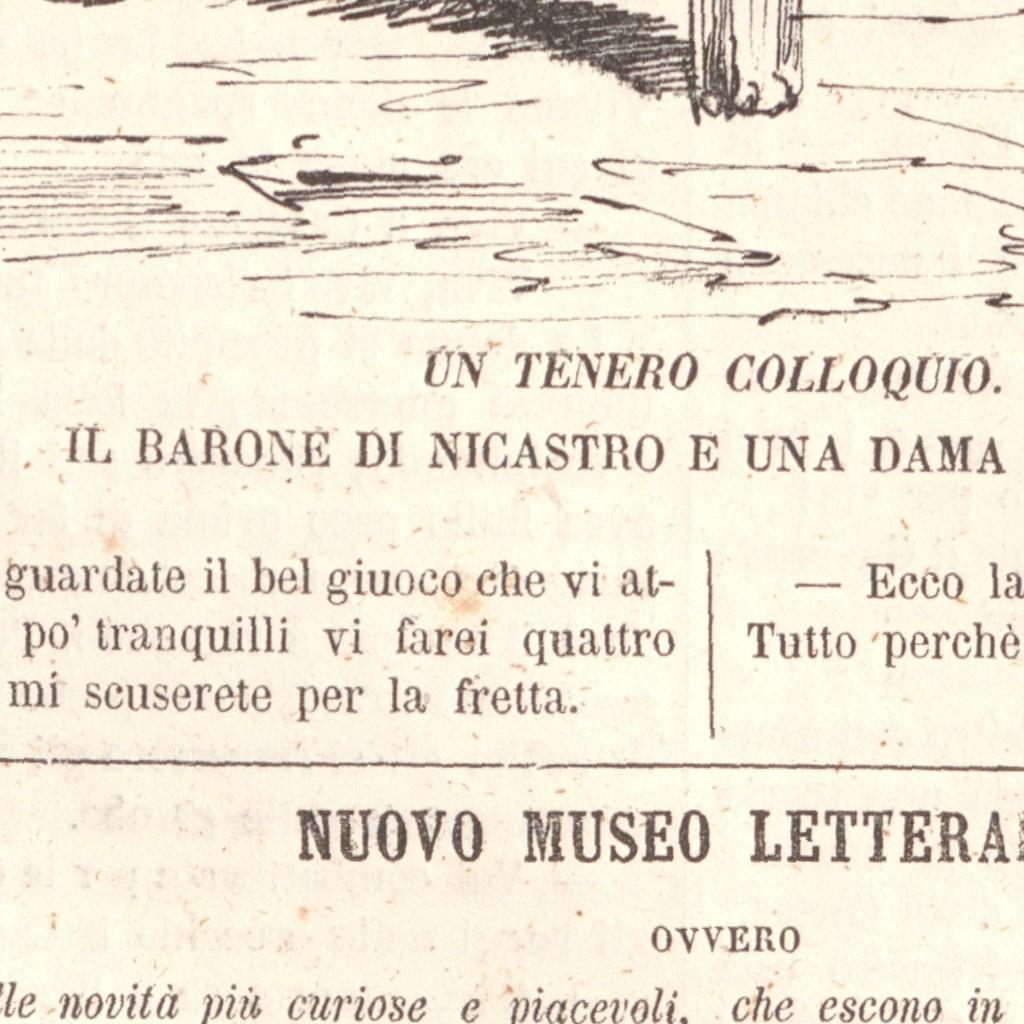 UN TENERO COLLOQUIO.
IL BARONE DI NICASTRO E UNA DAMA
guardate il bel giuoco che vi at-
po' tranquilli vi farei quattro
mi scuserete per la fretta.
— Ecco la
Tutto perchè
NUOVO MUSEO LETTERA
OVVERO
lle novità più curiose e piacevoli, che escono in